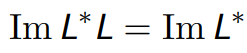 Im L*L = Im L*